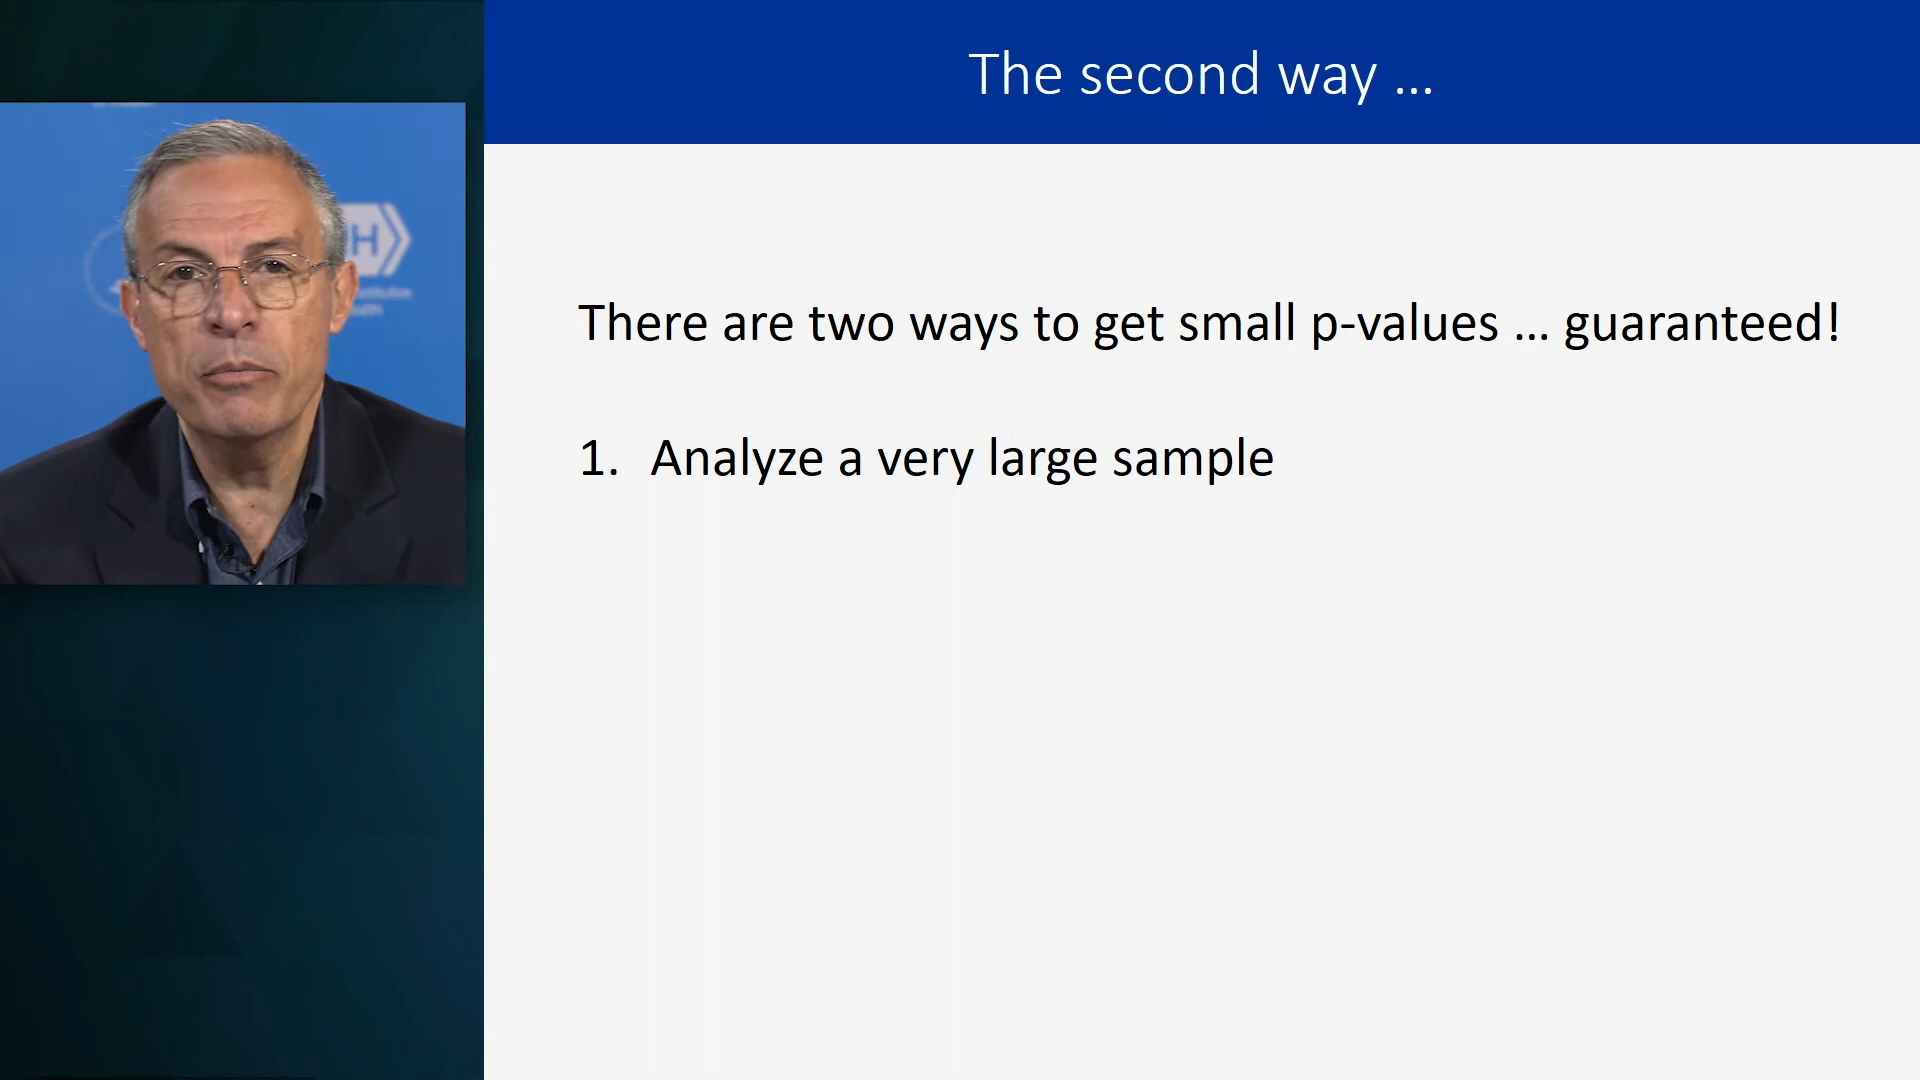 The second way ...
There are two ways to get small p-values ... guaranteed!
1. Analyze a very large sample
H